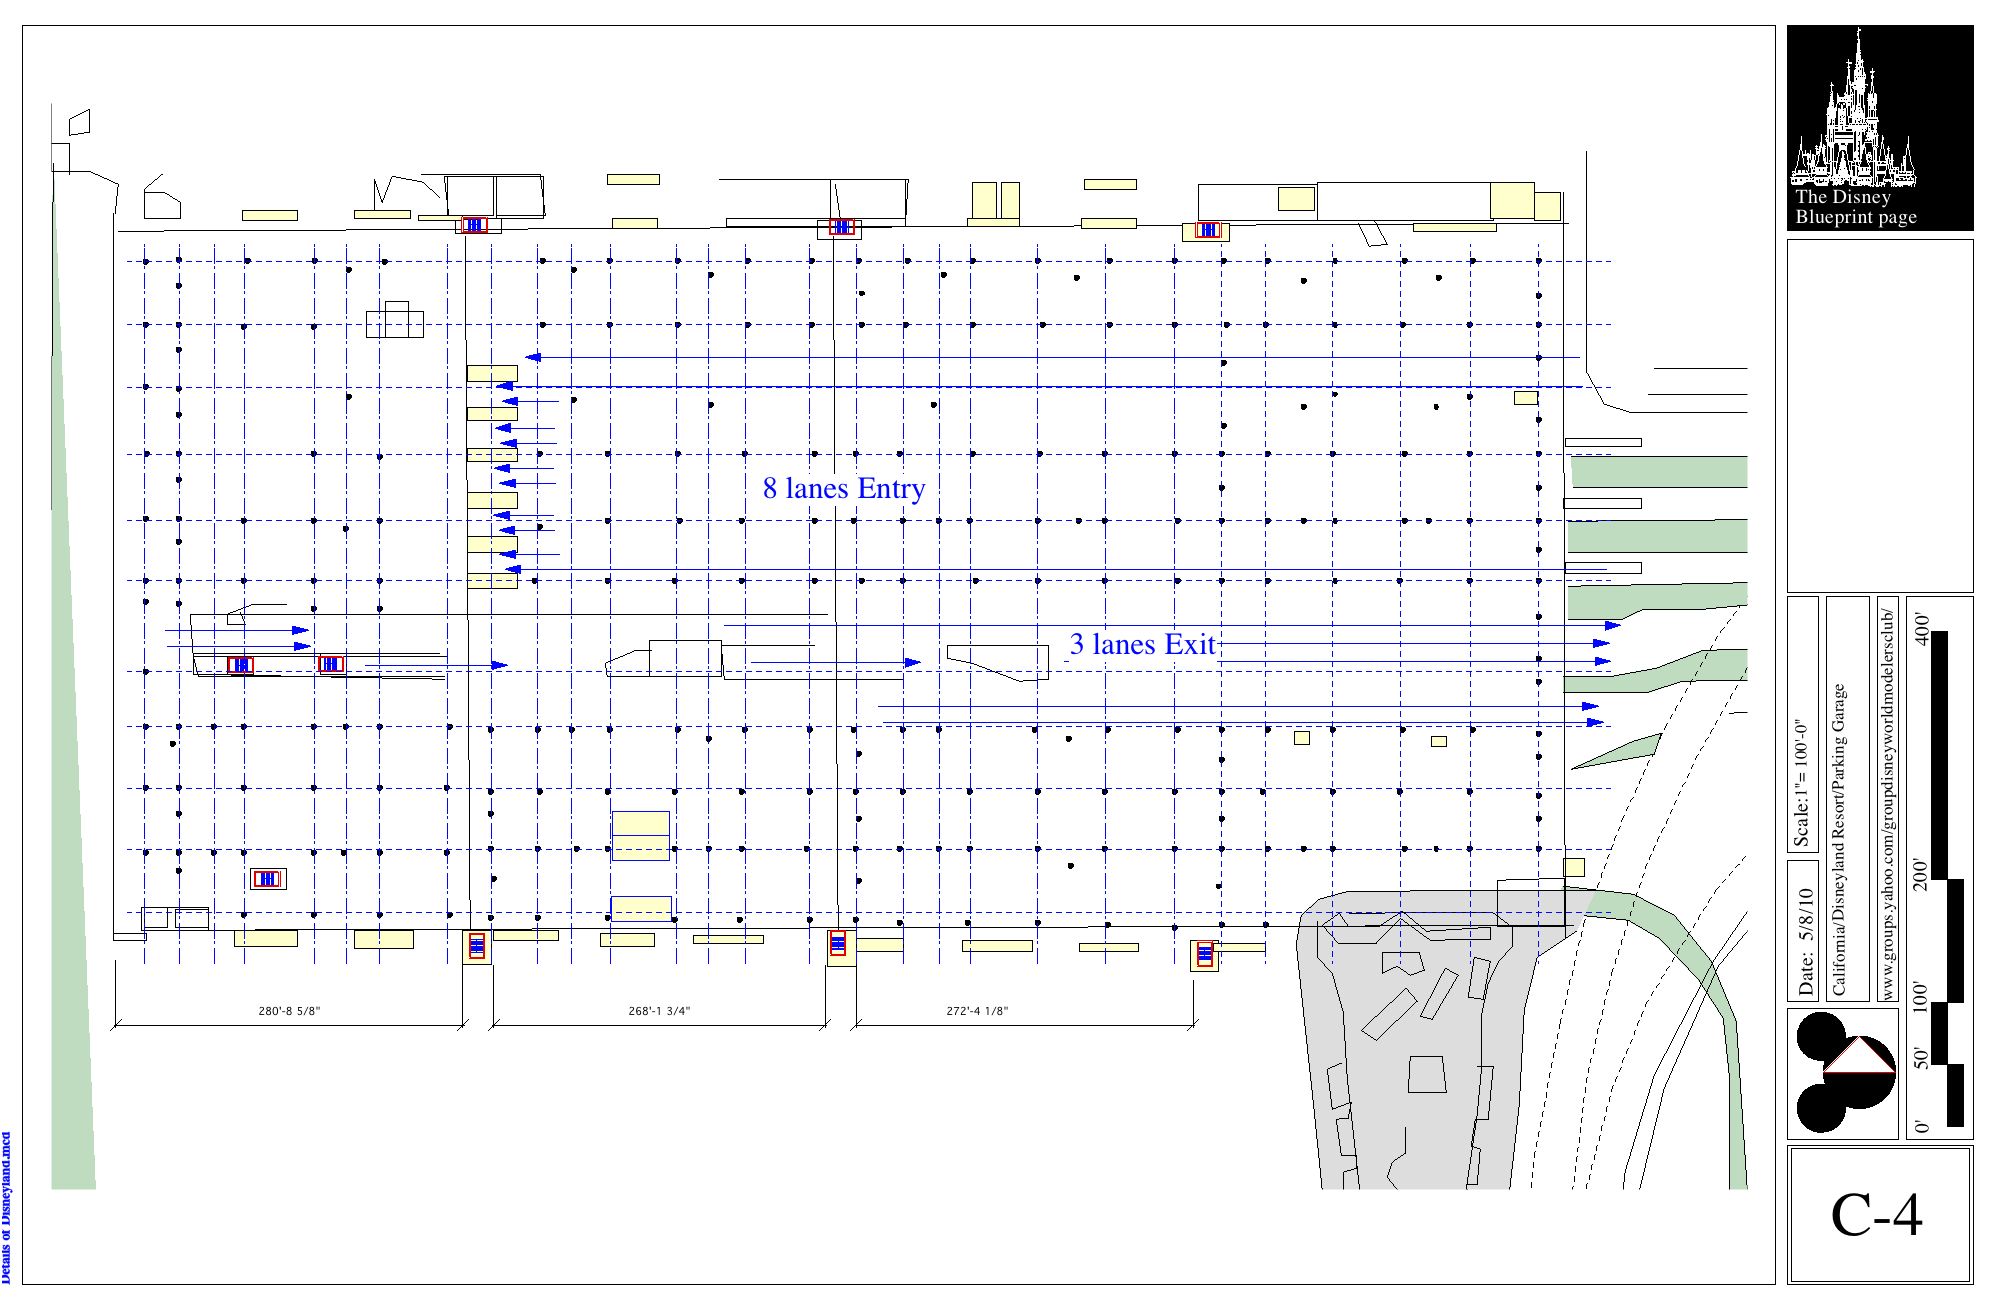 The Disney
Blueprint page
8 lanes Entry
3 lanes Exit
280'-8 5/8"
268'-1 3/4"
272'-4 1/8"
Scale:1"= 100'-0"
Date: 5/8/10
California/Disneyland Resort/Parking Garage
www.groups.yahoo.com/groupdisneyworldmodelersclub/
400'
200'
100'
50'
0'
C-4
Details of Disneyland.mcd